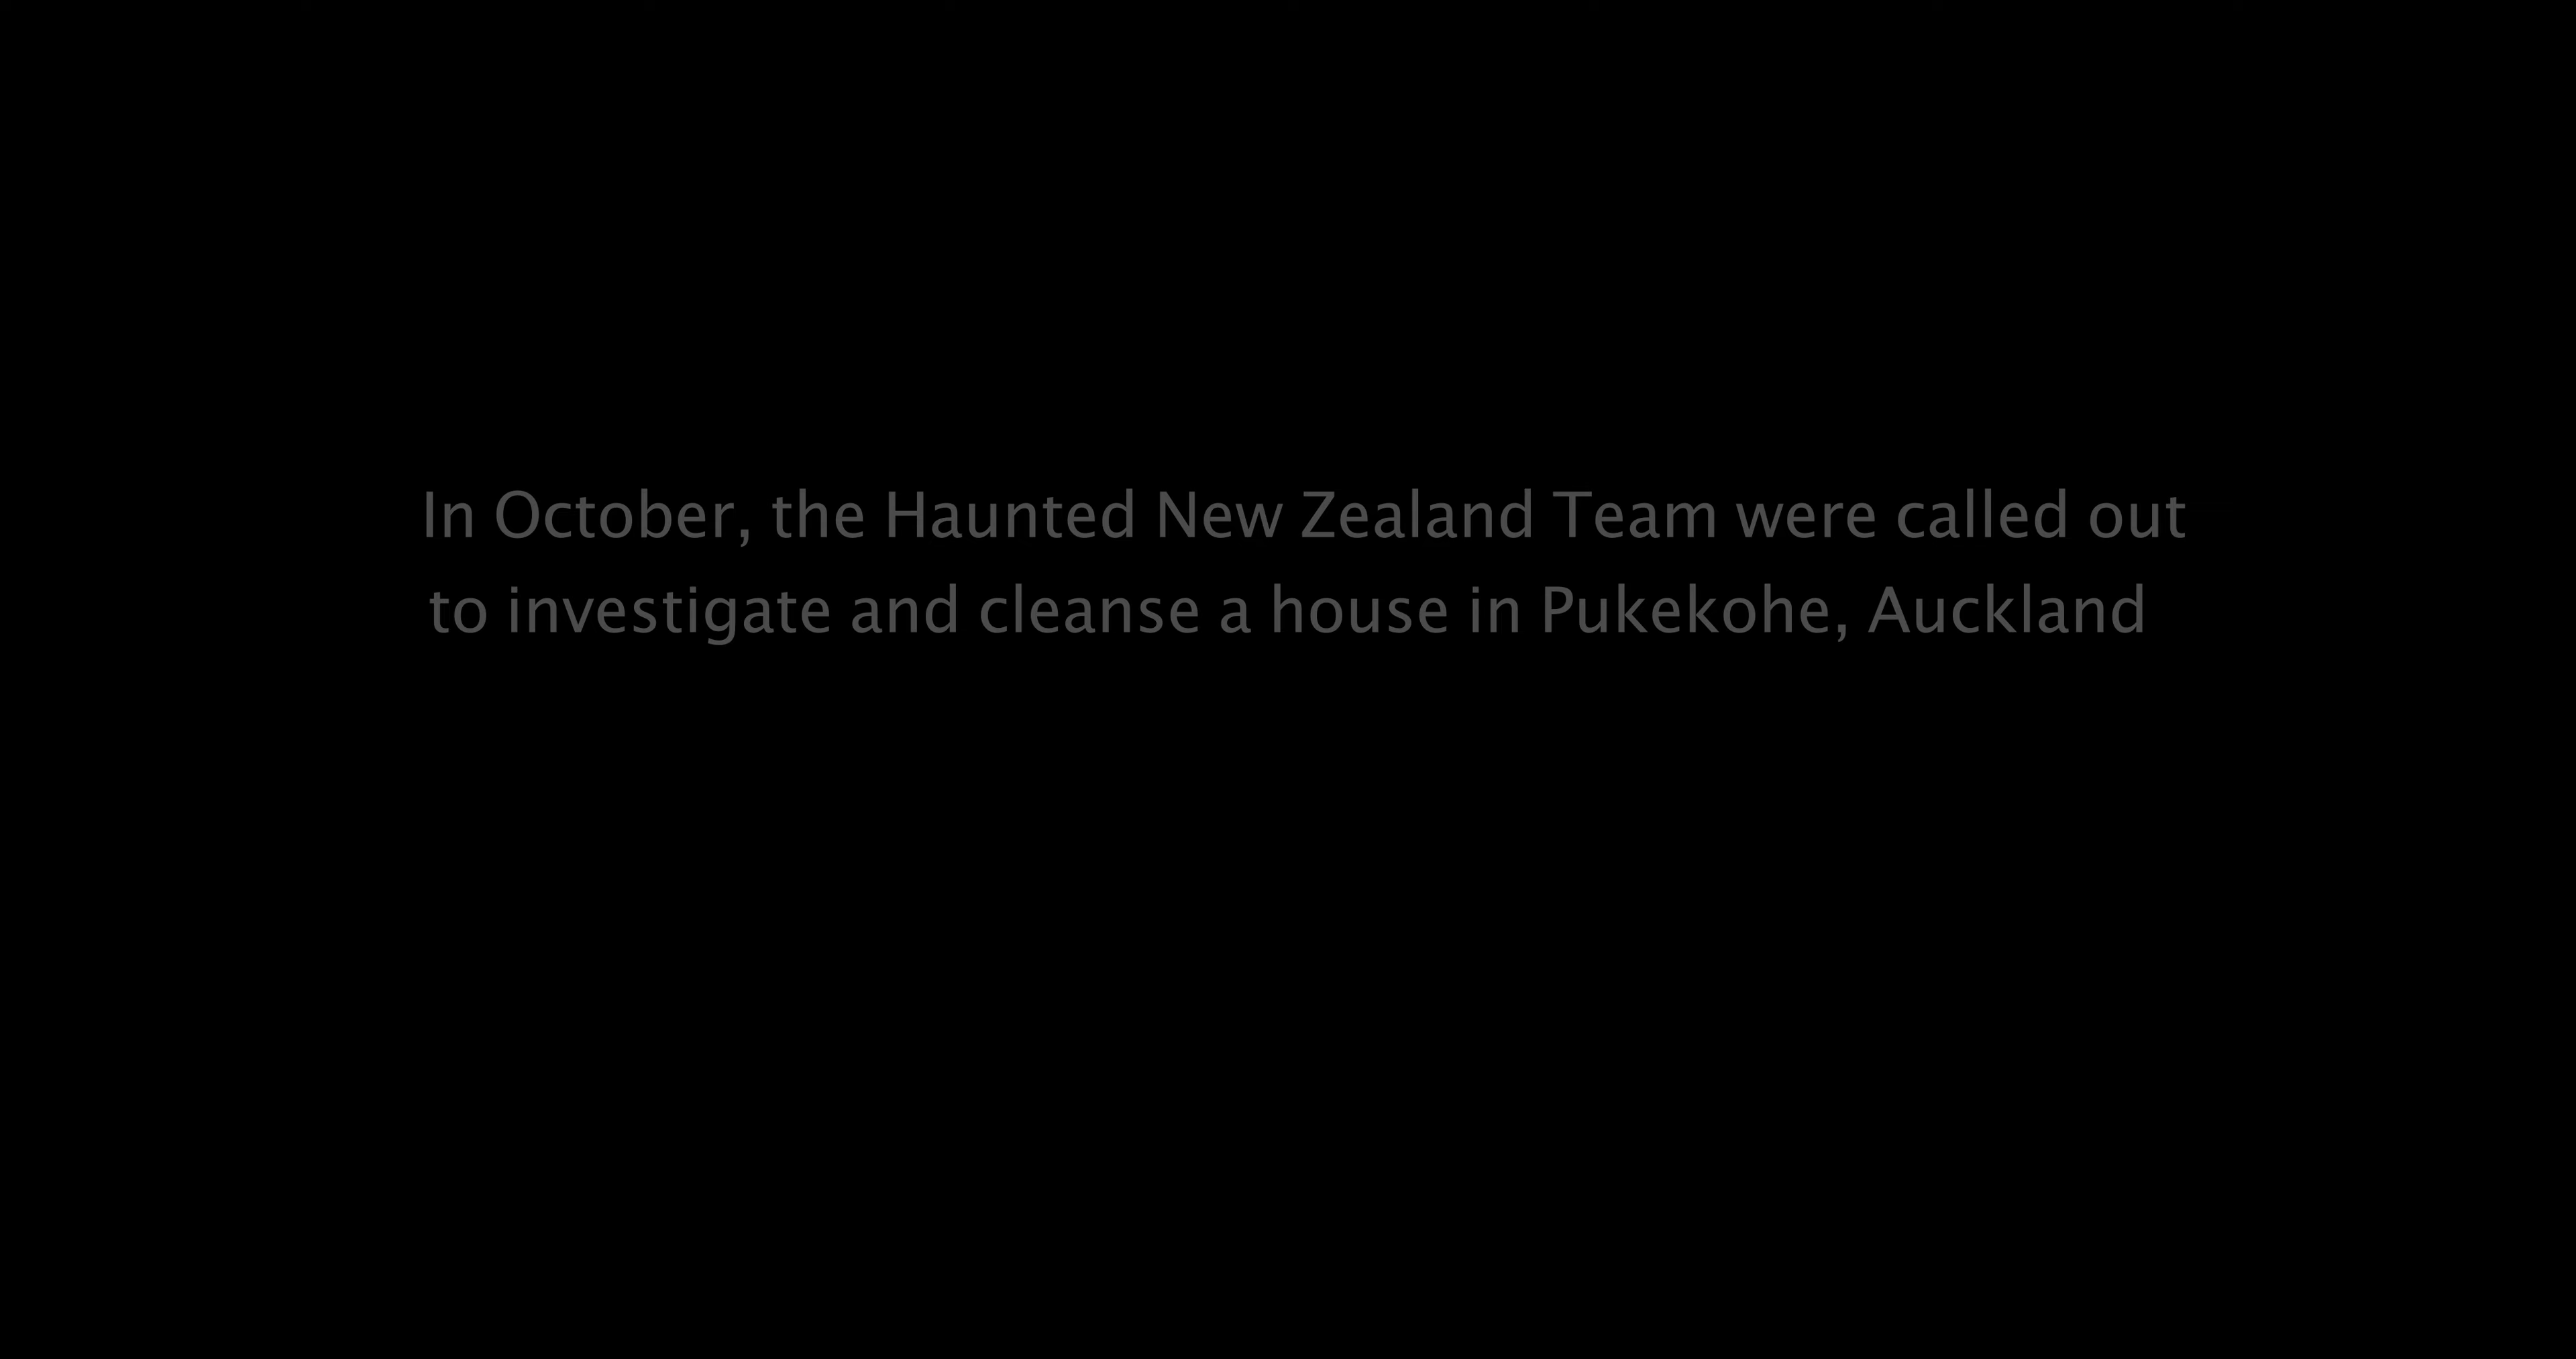 In October, the Haunted New Zealand Team were called out
to investigate and cleanse a house in Pukekohe, Auckland